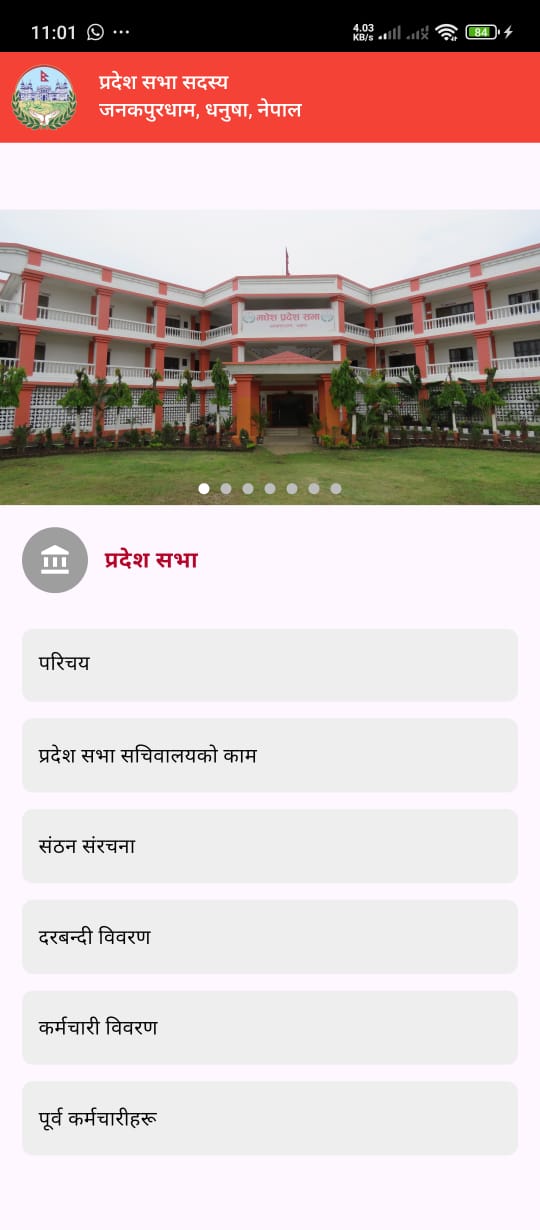 11:01
4.03
KB/s
84
प्रदेश सभा सदस्य
जनकपुरधाम, धनुषा, नेपाल
मधेश प्रदेश सभा
प्रदेश सभा
परिचय
प्रदेश सभा सचिवालयको काम
संठन संरचना
दरबन्दी विवरण
कर्मचारी विवरण
पूर्व कर्मचारीहरू